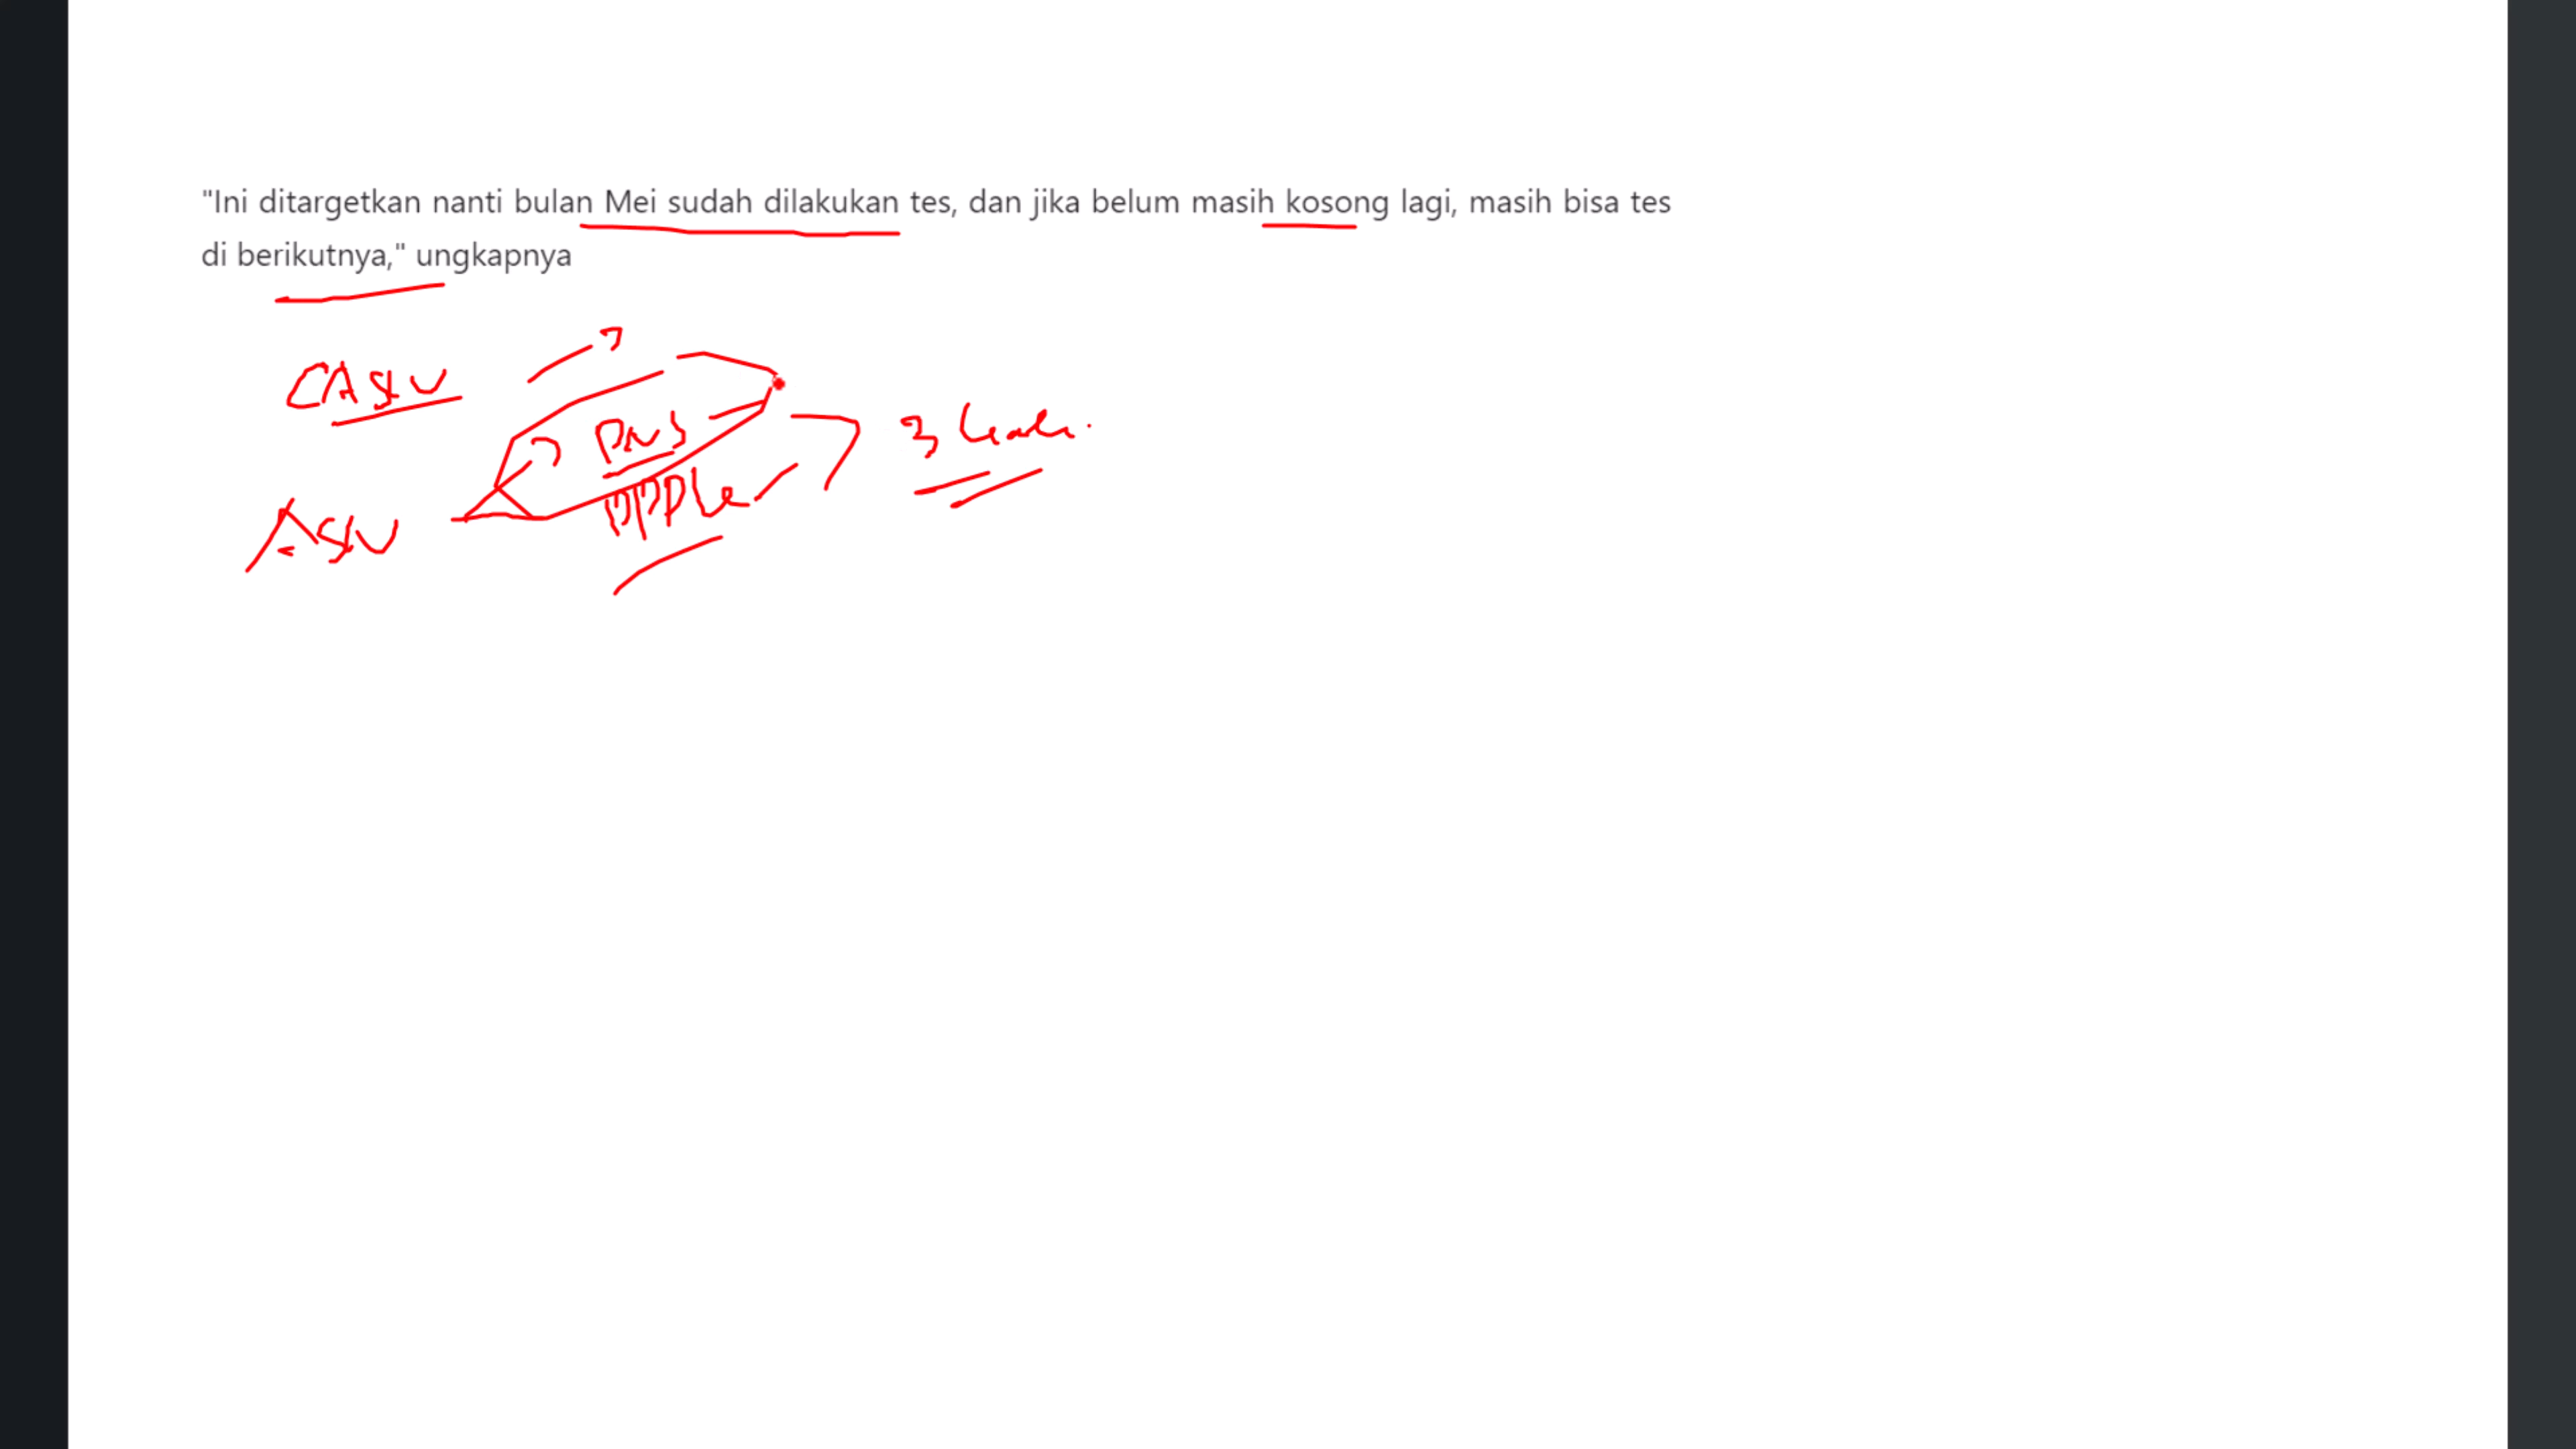 "Ini ditargetkan nanti bulan Mei sudah dilakukan tes, dan jika belum masih kosong lagi, masih bisa tes
di berikutnya," ungkapnya
CASN
PNS
3 kali.
ASN
PPPK